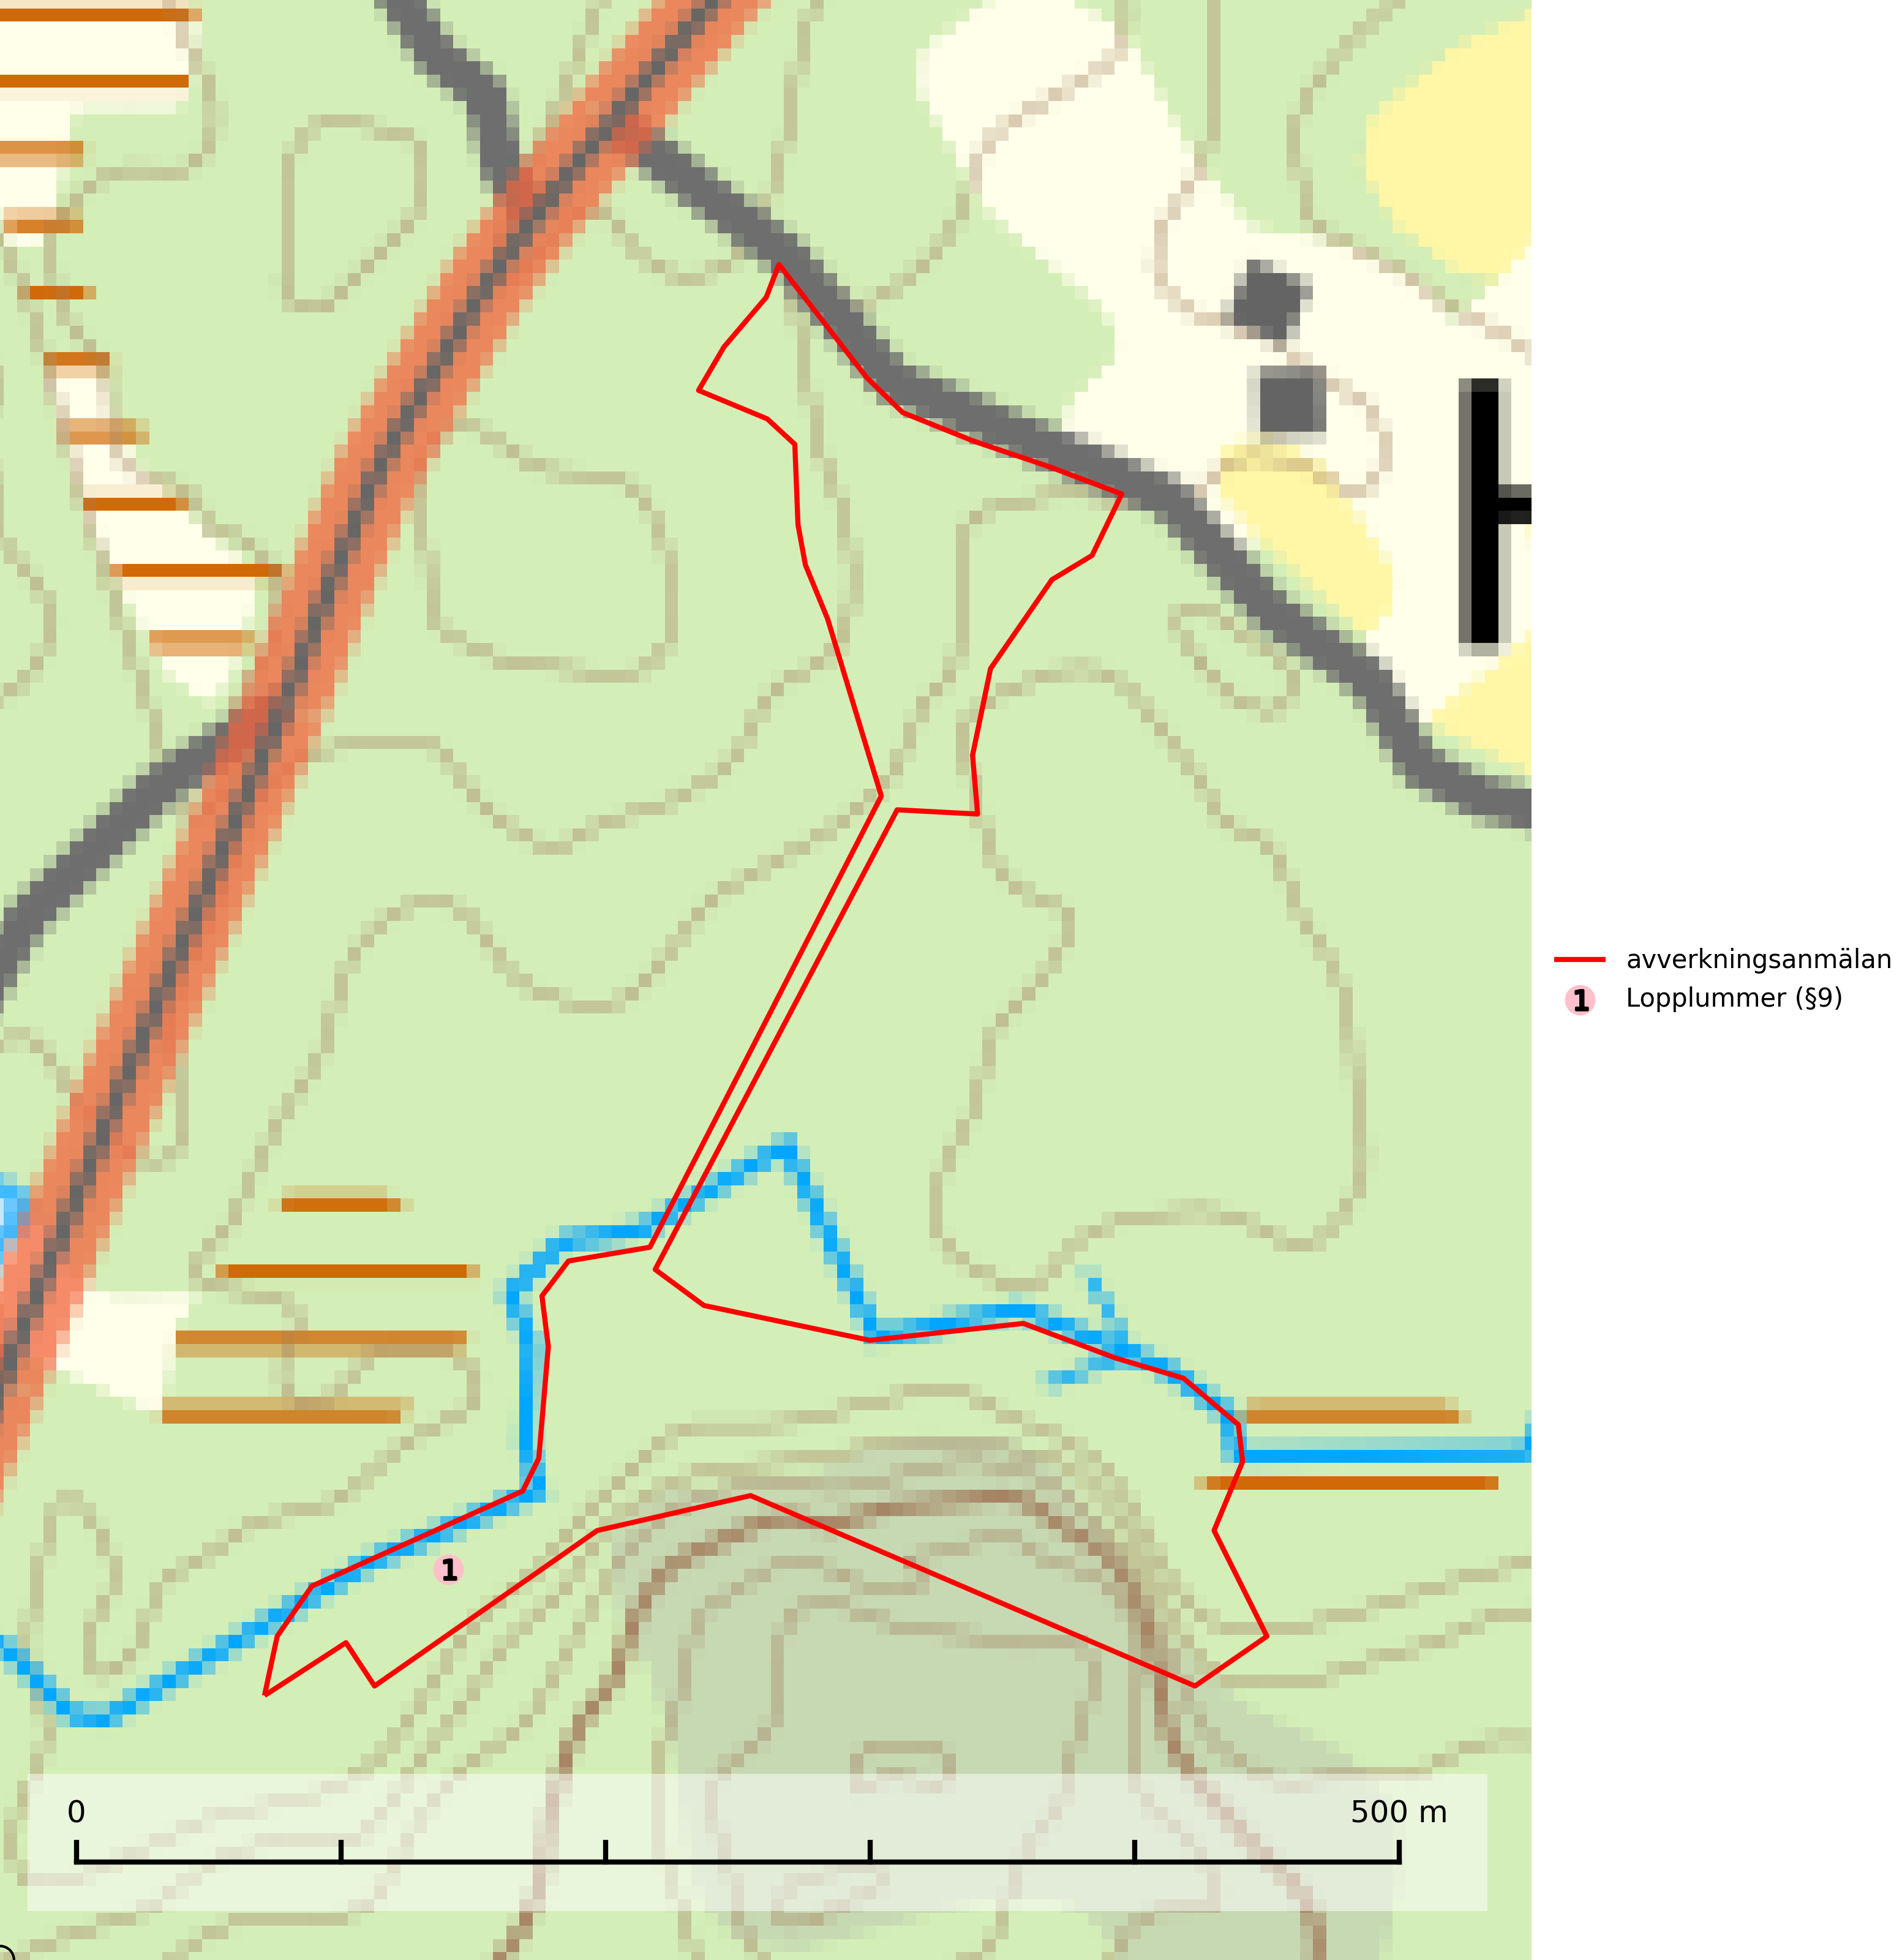 avverkningsanmälan
1 Lopplummer (§9)
1
0 500 m